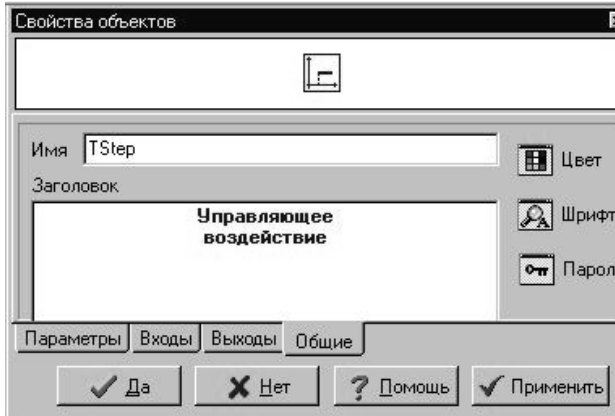 Свойства объектов
Имя TStep
Цвет
Заголовок
Управляющее
воздействие
Шрифт
Парол
Параметры Входы Выходы Общие
Да Нет Помощь Применить